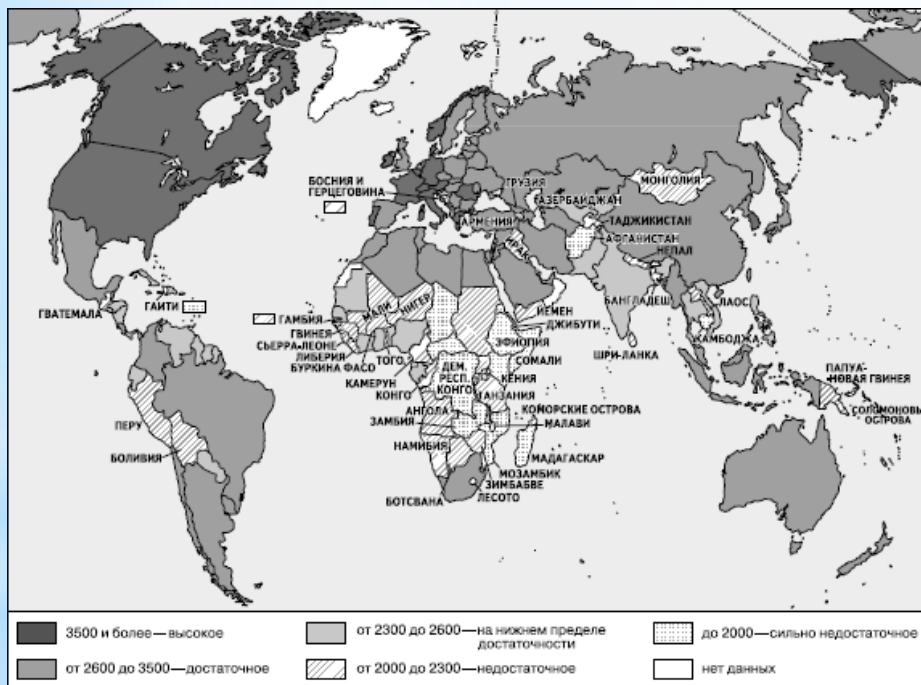 БОСНИЯ И
ГЕРЦЕГОВИНА
ГРУЗИЯ
АЗЕРБАЙДЖАН
АРМЕНИЯ
МОНГОЛИЯ
ТАДЖИКИСТАН
АФГАНИСТАН
НЕПАЛ
ИРАК
ГВАТЕМАЛА
ГАИТИ
МАЛИ
НИГЕР
ГАМБИЯ
ГВИНЕЯ
СЬЕРРА-ЛЕОНЕ
ЛИБЕРИЯ
БУРКИНА ФАСО
ТОГО
КАМЕРУН
КОНГО
ДЕМ.
РЕСП.
КОНГО
ЙЕМЕН
ДЖИБУТИ
ЭФИОПИЯ
СОМАЛИ
КЕНИЯ
ТАНЗАНИЯ
БАНГЛАДЕШ
ЛАОС
КАМБОДЖА
ШРИ-ЛАНКА
ПАПУА-
НОВАЯ ГВИНЕЯ
СОЛОМОНОВЫ
ОСТРОВА
ПЕРУ
БОЛИВИЯ
АНГОЛА
ЗАМБИЯ
НАМИБИЯ
БОТСВАНА
КОМОРСКИЕ ОСТРОВА
МАЛАВИ
МАДАГАСКАР
МОЗАМБИК
ЗИМБАБВЕ
ЛЕСОТО
3500 и более—высокое
от 2600 до 3500—достаточное
от 2300 до 2600—на нижнем пределе
достаточности
от 2000 до 2300—недостаточное
до 2000—сильно недостаточное
нет данных